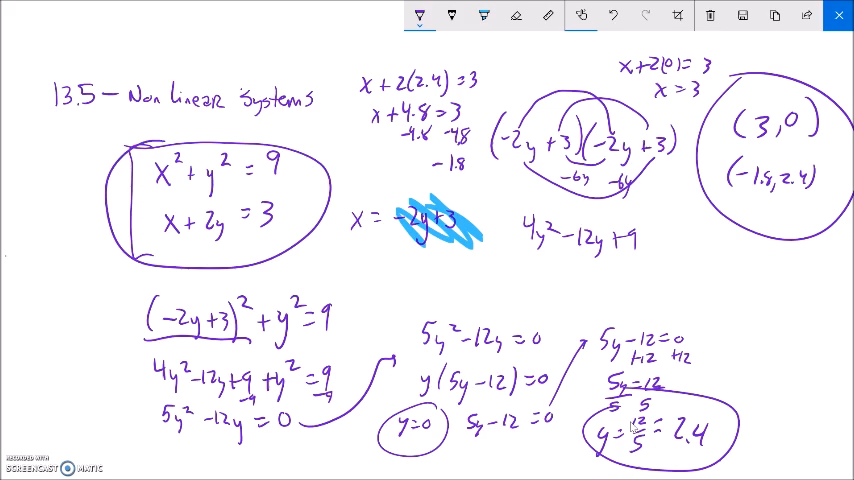 13.5 - Non linear Systems
x² + y² = 9
x + 2y = 3
x + 2(2.4) = 3
x + 4.8 = 3
-4.8 -4.8
-1.8
x = -2y+3
(-2y + 3)(-2y + 3)
-6y -6y
4y² - 12y + 9
x + 2(0) = 3
x = 3
(3, 0)
(-1.8, 2.4)
(-2y + 3)² + y² = 9
4y² - 12y + 9 + y² = 9
-9 -9
5y² - 12y = 0
5y² - 12y = 0
y(5y - 12) = 0
y = 0 5y - 12 = 0
5y - 12 = 0
+12 +12
5y = 12
5 5
y = 12/5 = 2.4
RECORDED WITH
SCREENCAST MATIC